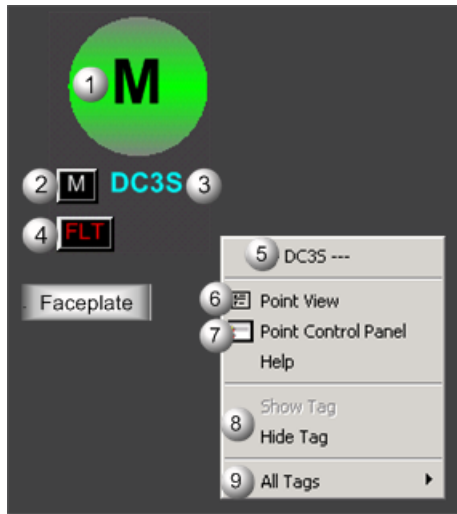 1 M
2 M DC3S 3
4 FLT
5 DC3S ---
Faceplate
6 Point View
7 Point Control Panel
Help
Show Tag
8
Hide Tag
9 All Tags